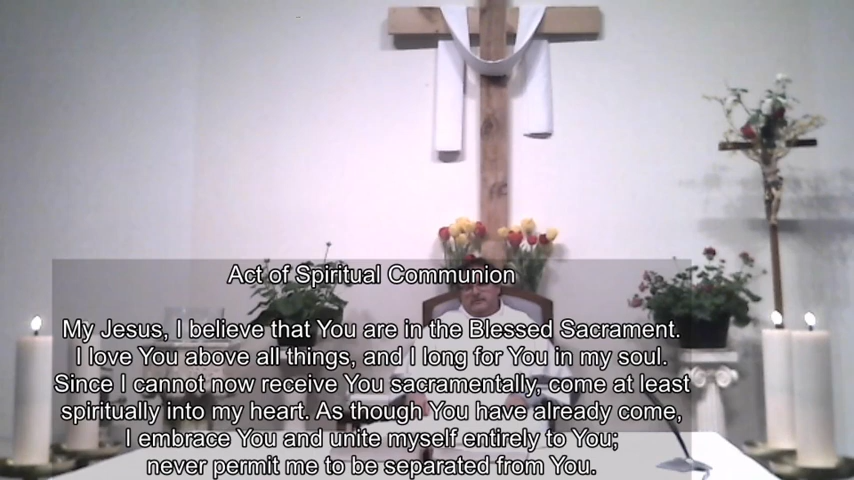 Act of Spiritual Communion
My Jesus, I believe that You are in the Blessed Sacrament.
I love You above all things, and I long for You in my soul.
Since I cannot now receive You sacramentally, come at least
spiritually into my heart. As though You have already come,
I embrace You and unite myself entirely to You;
never permit me to be separated from You.